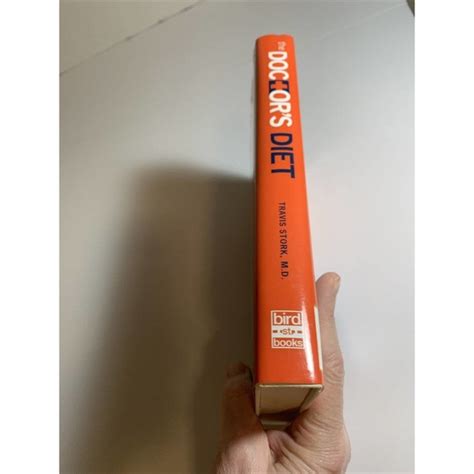 the DOCTOR'S DIET
TRAVIS STORK, M.D.
bird
st
books